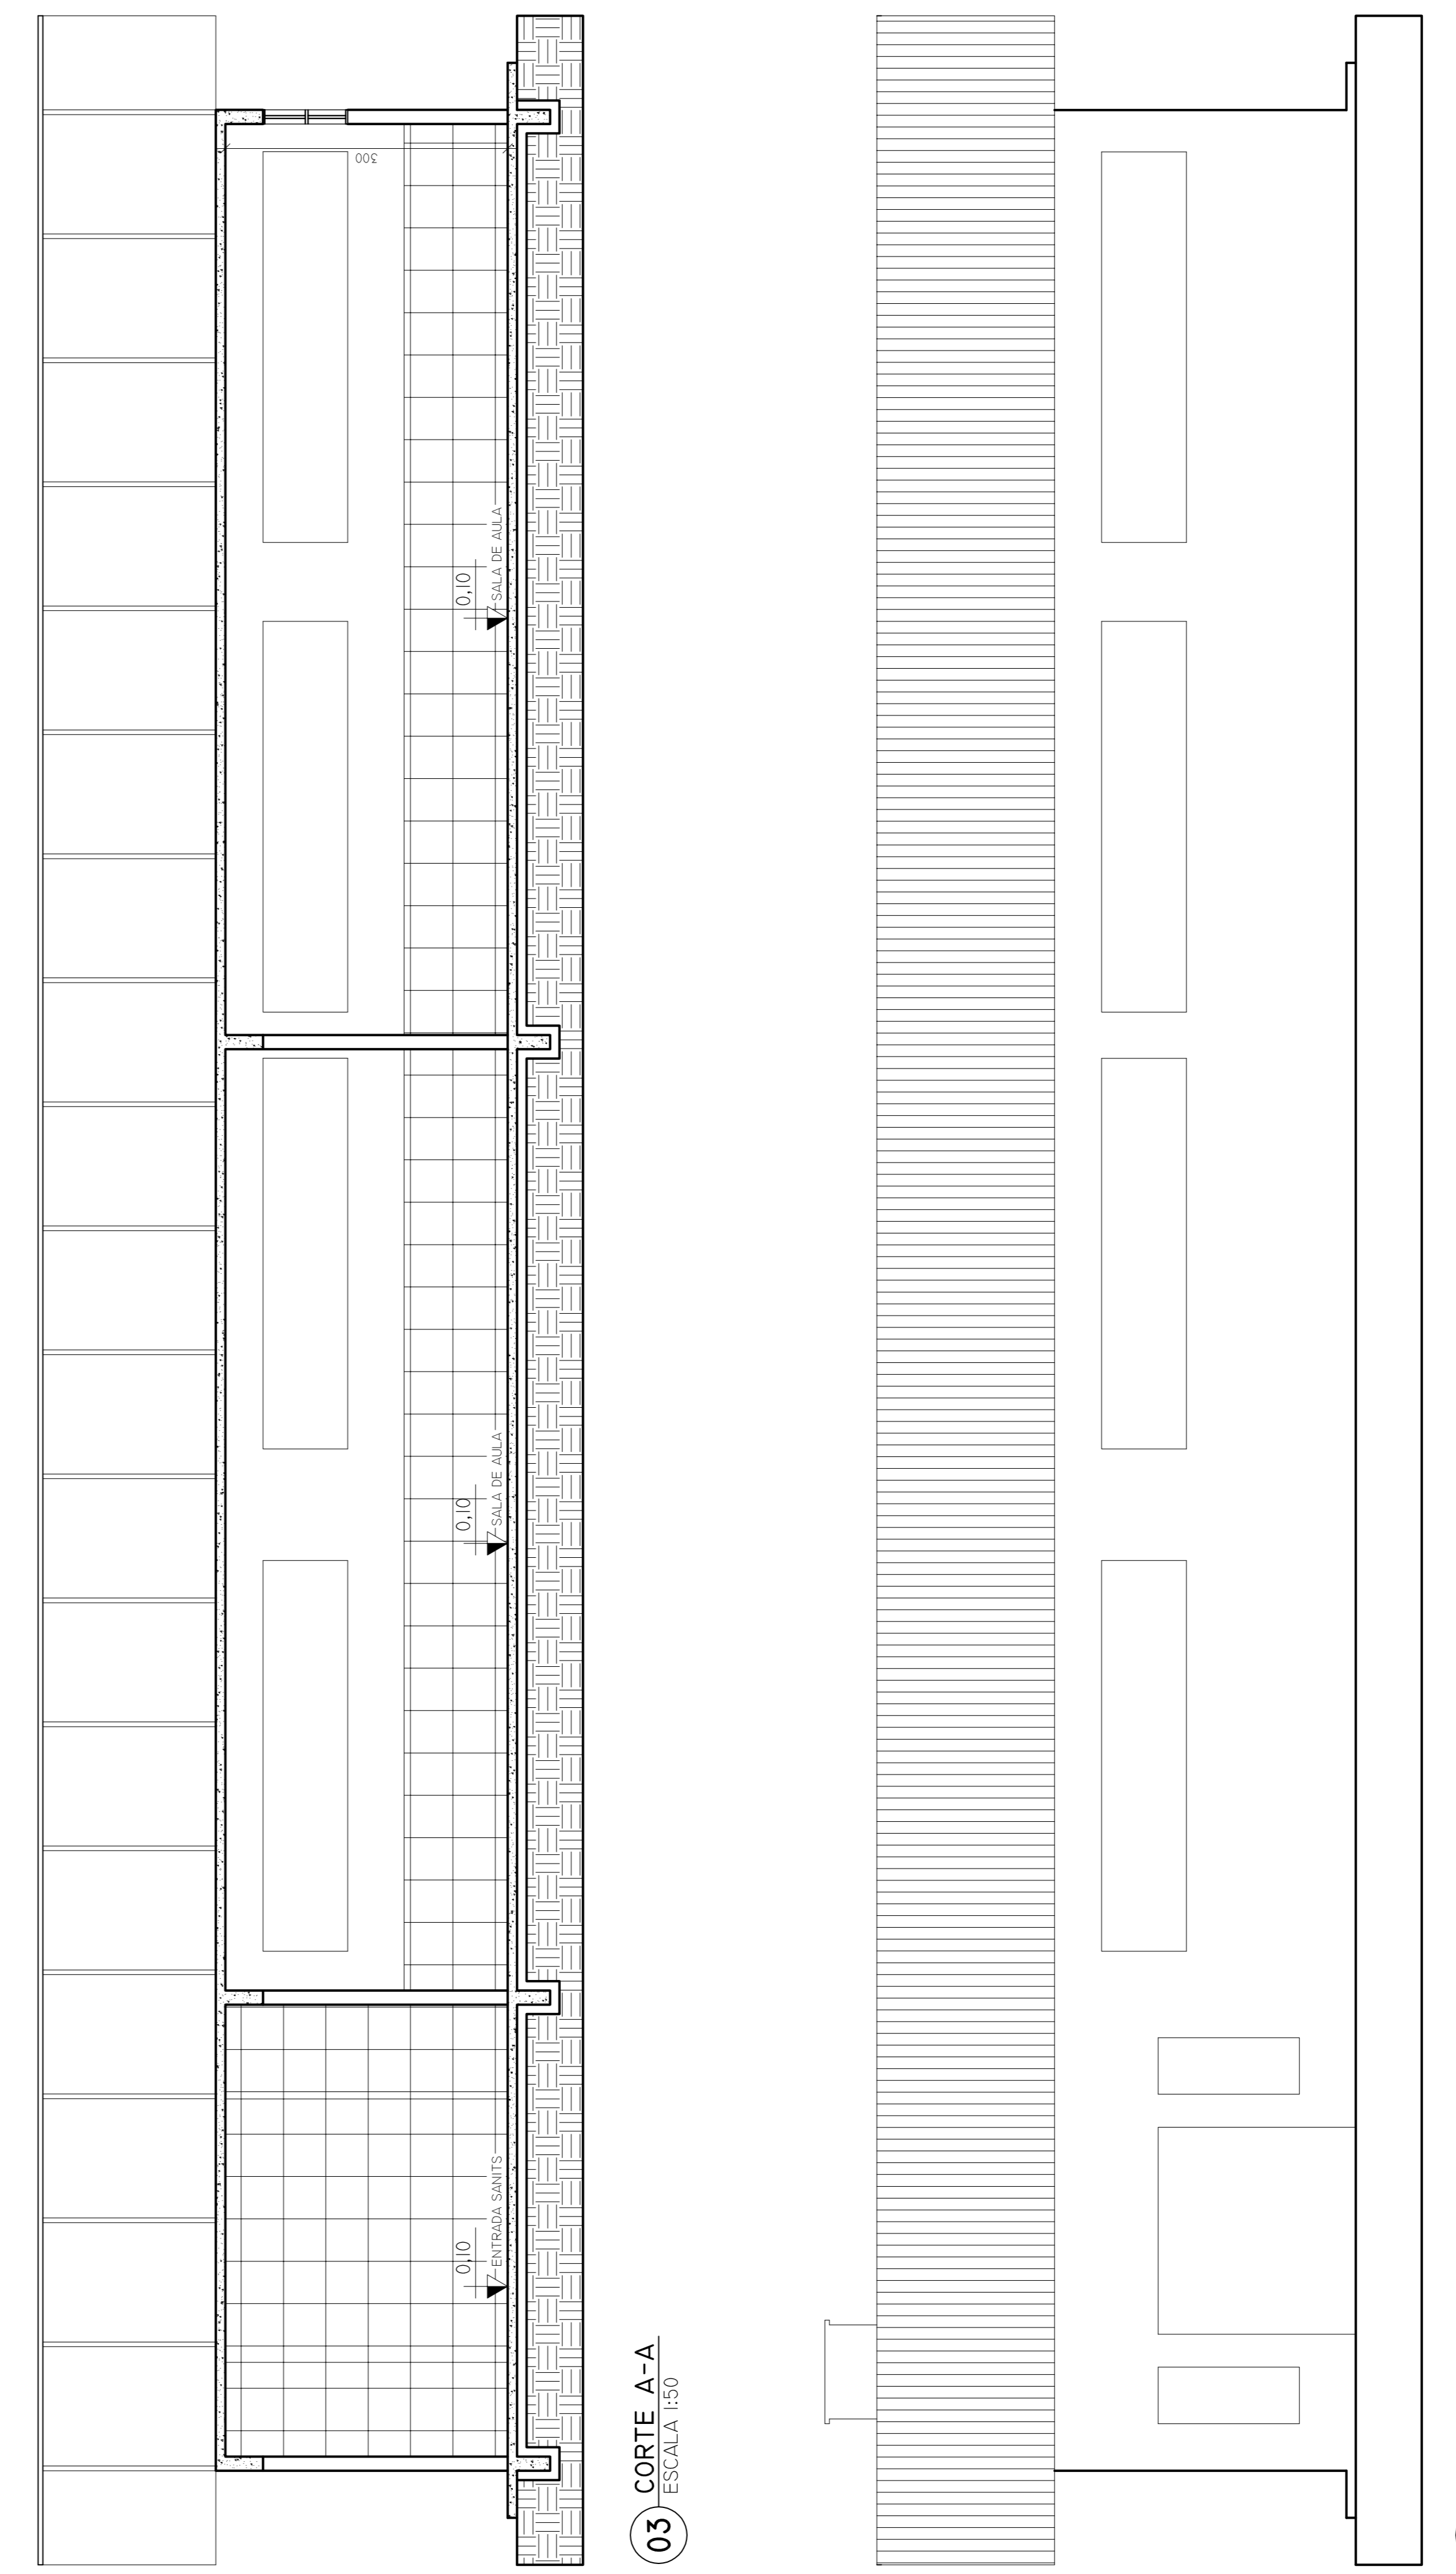 300
0,10
ENTRADA SANITS
0,10
SALA DE AULA
0,10
SALA DE AULA
03
CORTE A-A
ESCALA 1:50